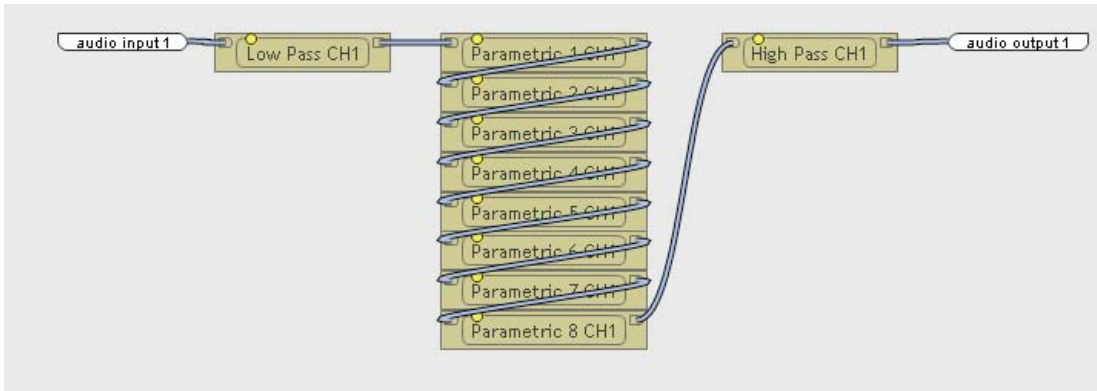 audio input 1
Low Pass CH1
Parametric 1 CH1
Parametric 2 CH1
Parametric 3 CH1
Parametric 4 CH1
Parametric 5 CH1
Parametric 6 CH1
Parametric 7 CH1
Parametric 8 CH1
High Pass CH1
audio output 1